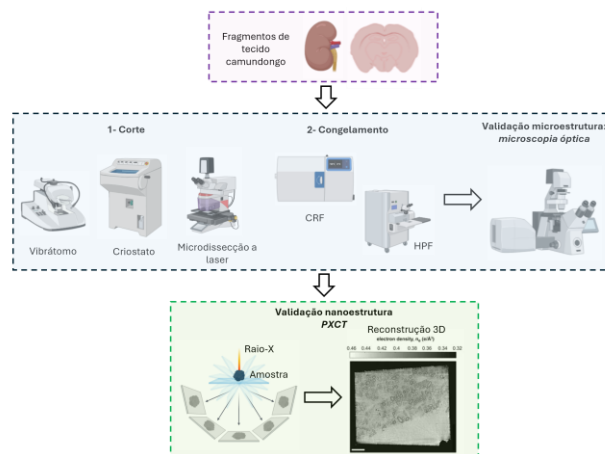 Fragmentos de
tecido
camundongo
1- Corte
2- Congelamento
Validação microestrutura:
microscopia óptica
Vibrátomo
Criostato
Microdissecção a
laser
CRF
HPF
Validação nanoestrutura
PXCT
Raio-X
Amostra
Reconstrução 3D
electron density, nₑ (e/Å³)
0.46 0.44 0.42 0.4 0.38 0.36 0.34 0.32